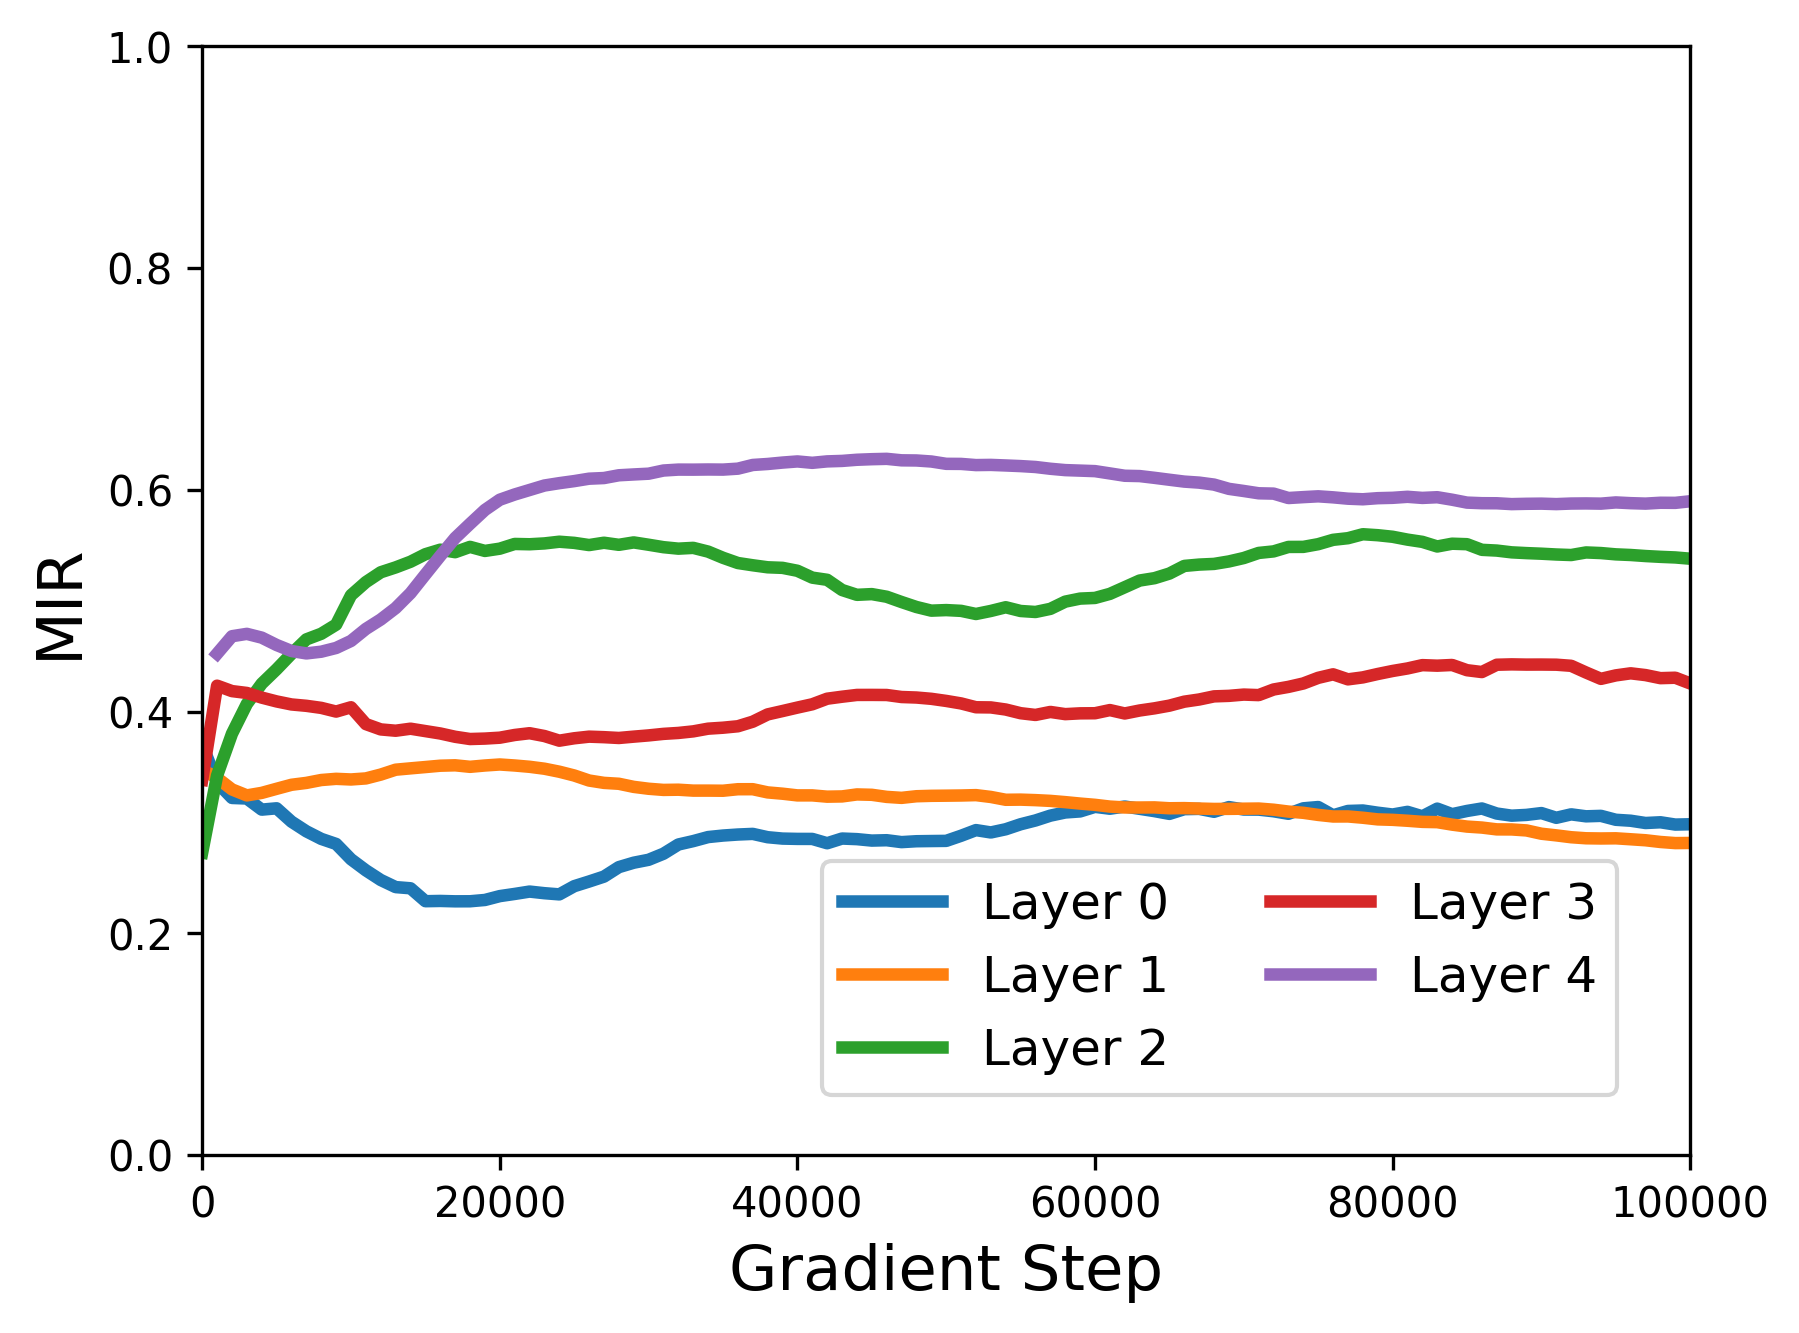 1.0
0.8
0.6
0.4
0.2
0.0
MIR
0 20000 40000 60000 80000 100000
Gradient Step
Layer 0
Layer 1
Layer 2
Layer 3
Layer 4